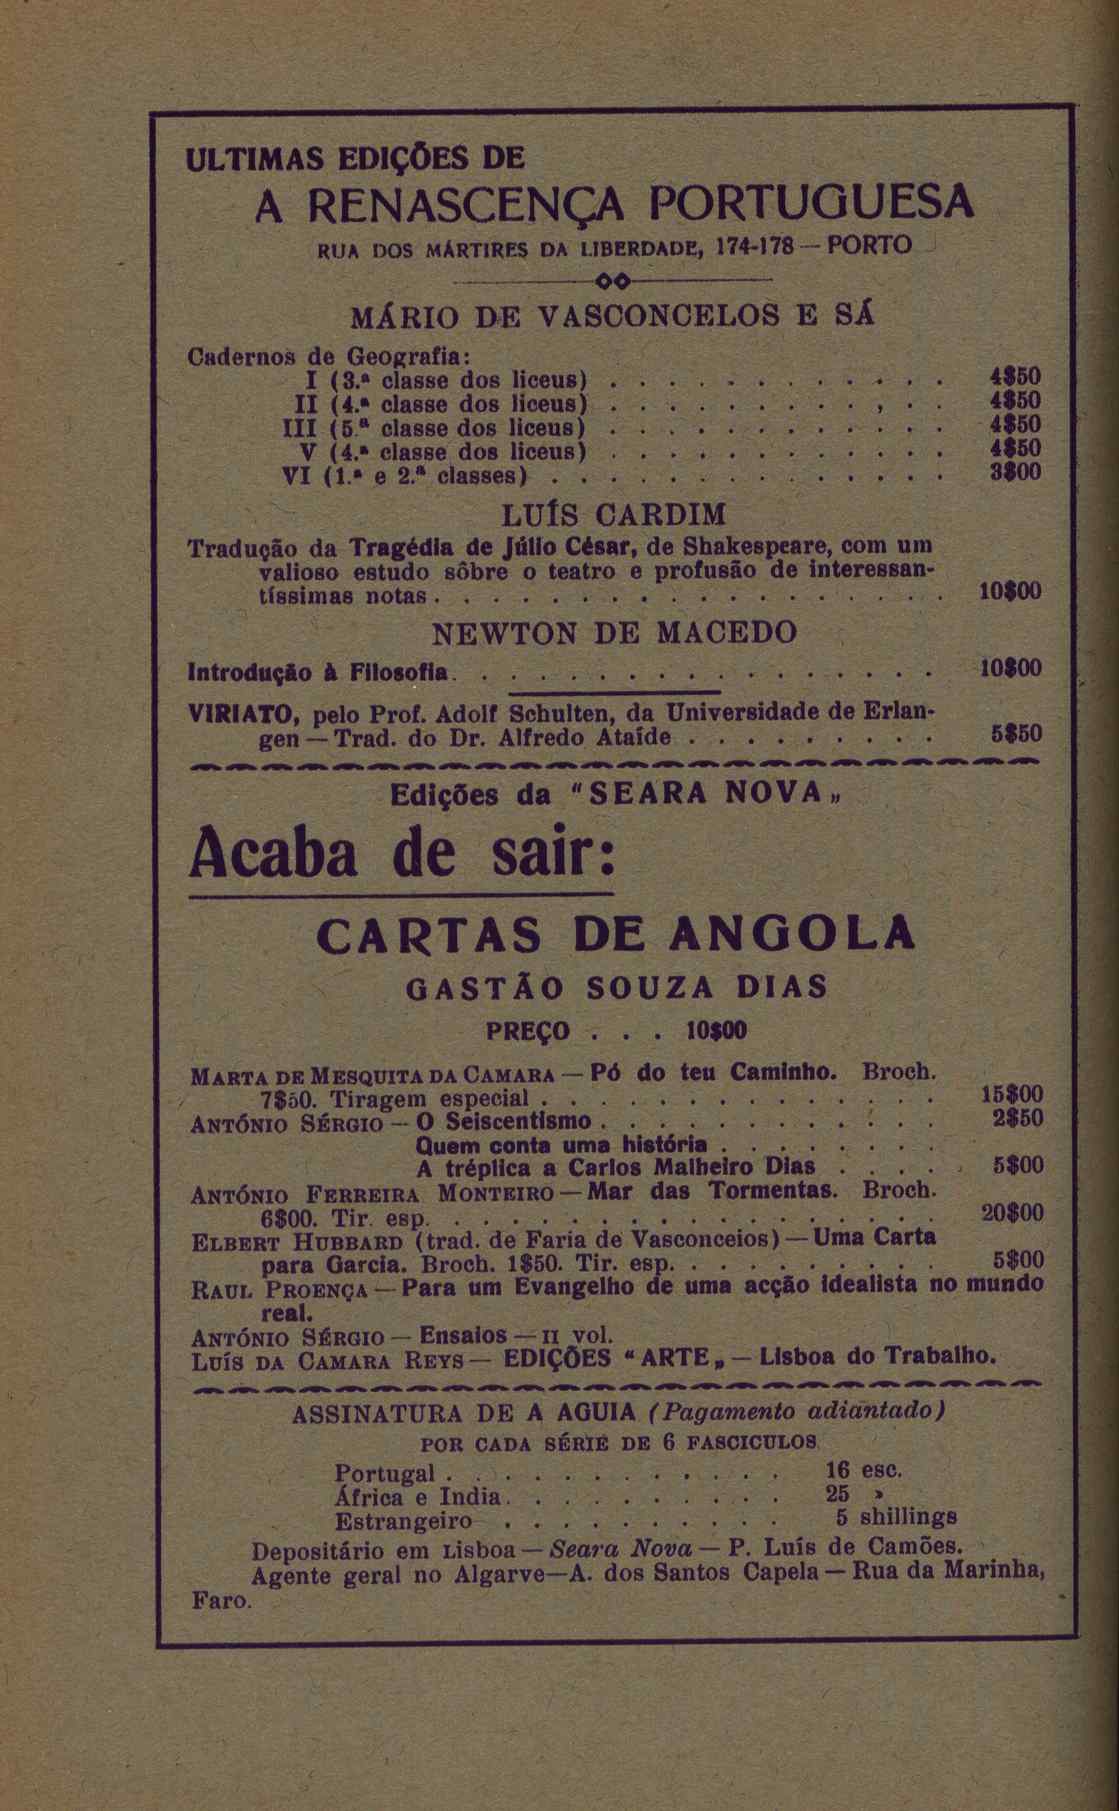 ULTIMAS EDIÇÕES DE
A RENASCENÇA PORTUGUESA
RUA DOS MÁRTIRES DA LIBERDADE, 174-178 — PORTO
MÁRIO DE VASCONCELOS E SÁ
Cadernos de Geografia:
I (3.ª classe dos liceus) . . . . . . . . . . . . 4$50
II (4.ª classe dos liceus) . . . . . . . . . , . . 4$50
III (5.ª classe dos liceus) . . . . . . . . . . . . 4$50
V (4.ª classe dos liceus) . . . . . . . . . . . . 4$50
VI (1.ª e 2.ª classes) . . . . . . . . . . . . . . 3$00
LUÍS CARDIM
Tradução da Tragédia de Júlio César, de Shakespeare, com um
valioso estudo sôbre o teatro e profusão de interessan-
tíssimas notas . . . . . . . . . . . . . . . . . . 10$00
NEWTON DE MACEDO
Introdução à Filosofia. . . . . . . . . . . . . . . . . 10$00
VIRIATO, pelo Prof. Adolf Schulten, da Universidade de Erlan-
gen — Trad. do Dr. Alfredo Ataíde . . . . . . . . . 5$50
Edições da "SEARA NOVA„
Acaba de sair:
CARTAS DE ANGOLA
GASTÃO SOUZA DIAS
PREÇO . . . 10$00
MARTA DE MESQUITA DA CAMARA — Pó do teu Caminho. Broch.
7$50. Tiragem especial . . . . . . . . . . . . . . 15$00
ANTÓNIO SÉRGIO — O Seiscentismo . . . . . . . . . . . . 2$50
Quem conta uma história . . . . . . . .
A tréplica a Carlos Malheiro Dias . . . . . 5$00
ANTÓNIO FERREIRA MONTEIRO — Mar das Tormentas. Broch.
6$00. Tir. esp. . . . . . . . . . . . . . . . . . . 20$00
ELBERT HUBBARD (trad. de Faria de Vasconceios) — Uma Carta
para Garcia. Broch. 1$50. Tir. esp. . . . . . . . . . 5$00
RAUL PROENÇA — Para um Evangelho de uma acção idealista no mundo
real.
ANTÓNIO SÉRGIO — Ensaios — II vol.
LUÍS DA CAMARA REYS — EDIÇÕES "ARTE„ — Lisboa do Trabalho.
ASSINATURA DE A AGUIA (Pagamento adiantado)
POR CADA SÉRIE DE 6 FASCICULOS
Portugal . . . . . . . . . . . . 16 esc.
África e India. . . . . . . . . . 25 »
Estrangeiro . . . . . . . . . . 5 shillings
Depositário em Lisboa — Seara Nova — P. Luís de Camões.
Agente geral no Algarve—A. dos Santos Capela — Rua da Marinha,
Faro.